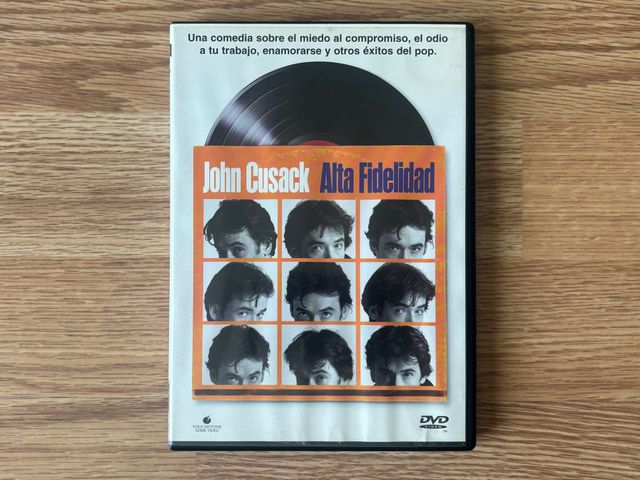 Una comedia sobre el miedo al compromiso, el odio
a tu trabajo, enamorarse y otros éxitos del pop.
John Cusack Alta Fidelidad
TOUCHSTONE
HOME VIDEO
DVD
VIDEO